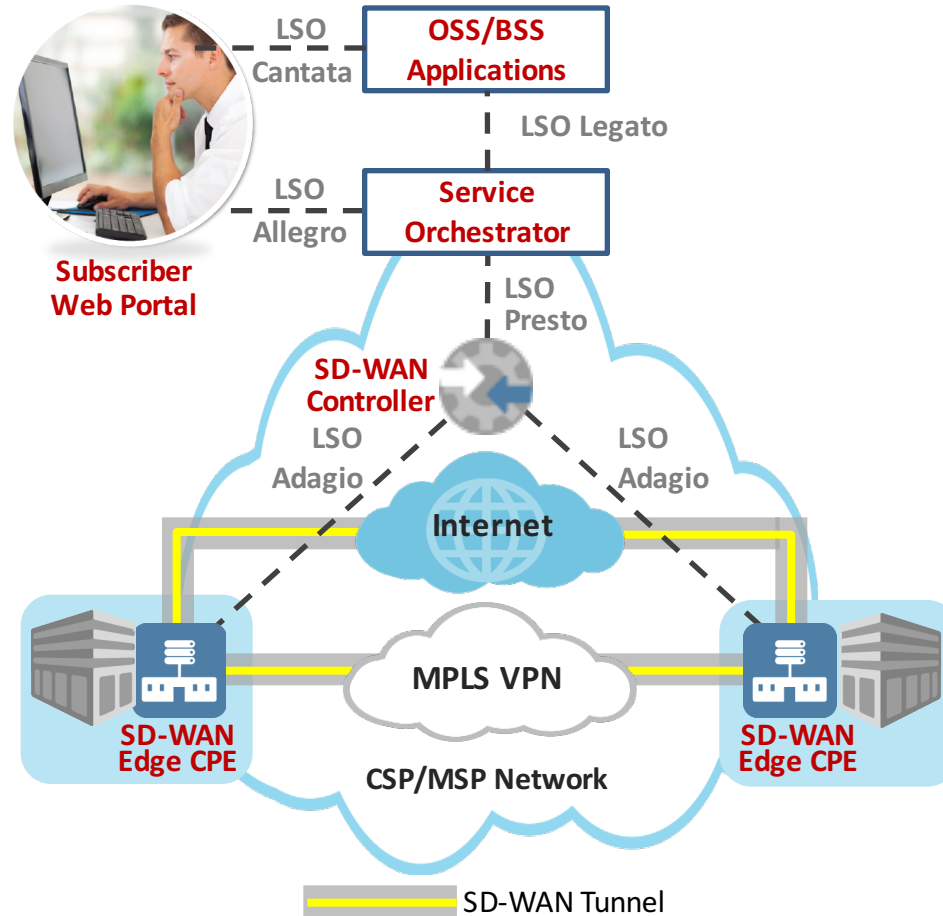 LSO
Cantata
OSS/BSS
Applications
LSO Legato
LSO
Allegro
Service
Orchestrator
Subscriber
Web Portal
LSO
Presto
SD-WAN
Controller
LSO
Adagio
LSO
Adagio
Internet
MPLS VPN
SD-WAN
Edge CPE
SD-WAN
Edge CPE
CSP/MSP Network
SD-WAN Tunnel